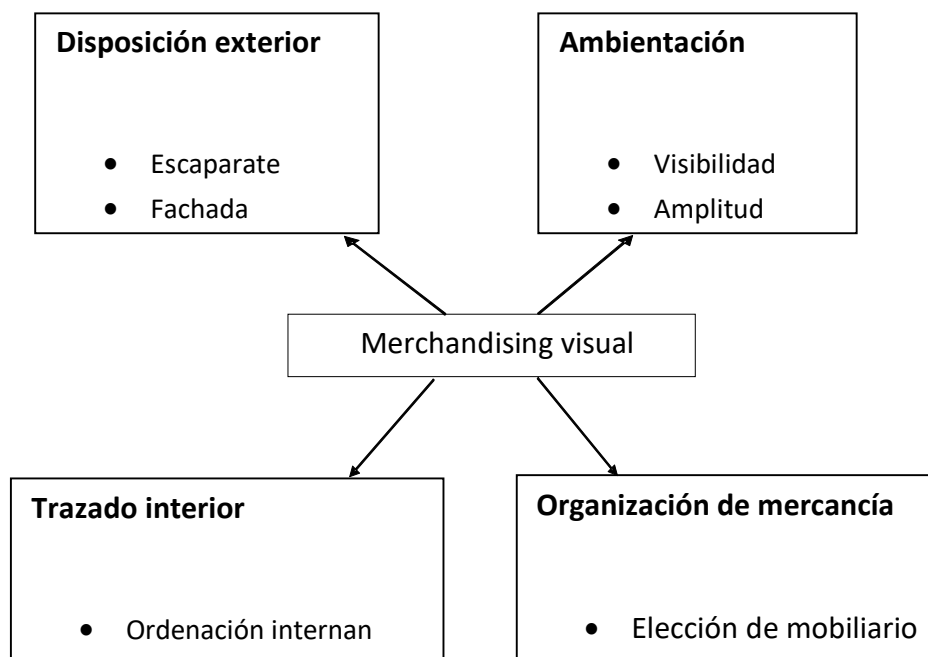 Disposición exterior
• Escaparate
• Fachada
Ambientación
• Visibilidad
• Amplitud
Merchandising visual
Trazado interior
• Ordenación internan
Organización de mercancía
• Elección de mobiliario